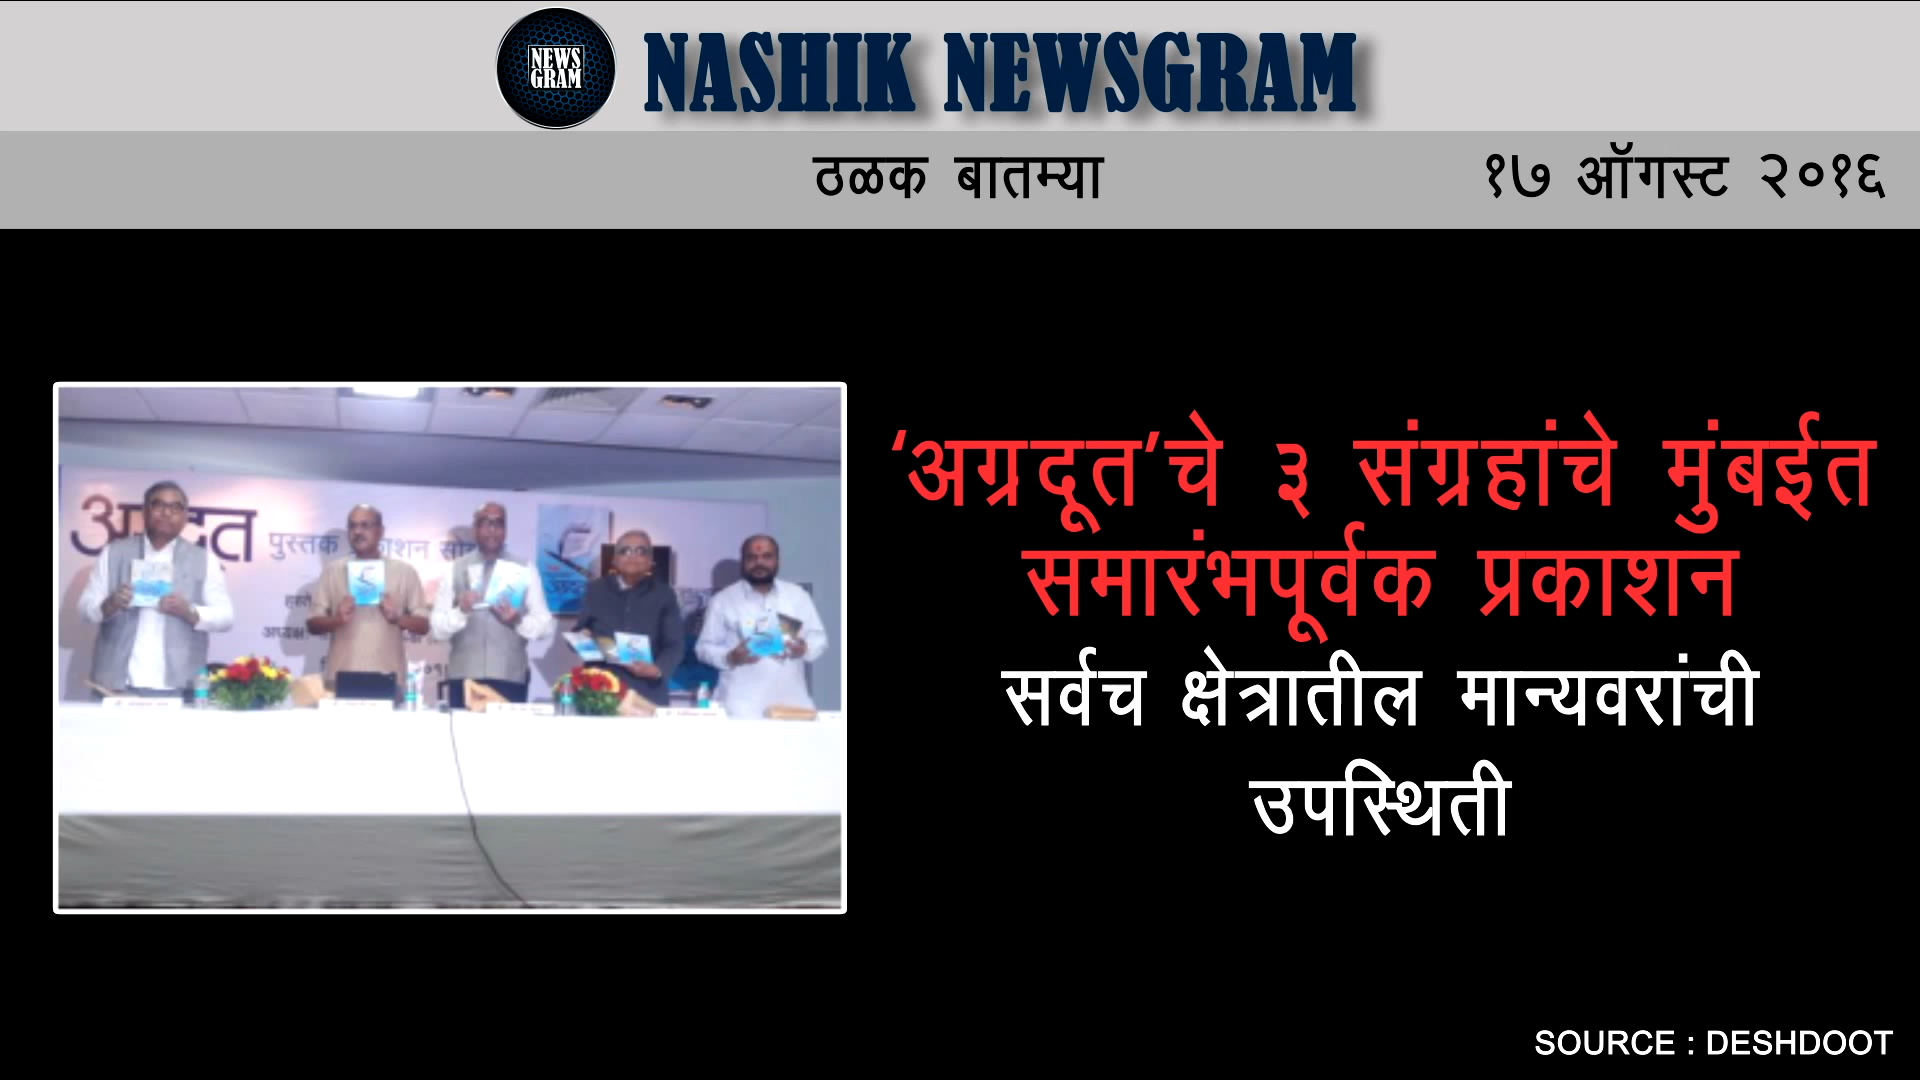 NEWS
GRAM
NASHIK NEWSGRAM
ठळक बातम्या
१७ ऑगस्ट २०१६
‘अग्रदूत’चे ३ संग्रहांचे मुंबईत
समारंभपूर्वक प्रकाशन
सर्वच क्षेत्रातील मान्यवरांची
उपस्थिती
पुस्तक
SOURCE : DESHDOOT